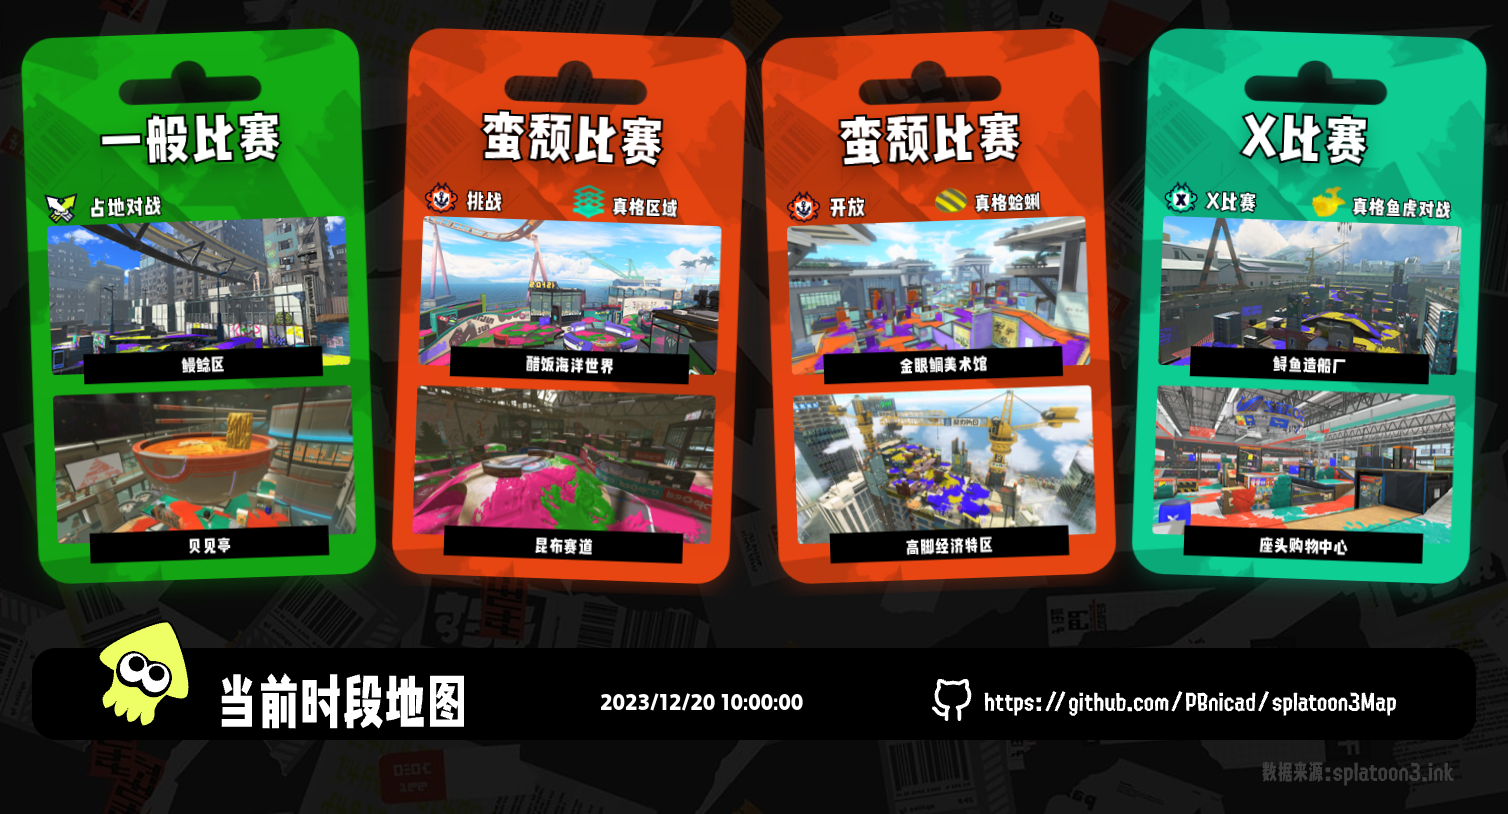 一般比赛
占地对战
鳗鲶区
贝见亭
蛮颓比赛
挑战
真格区域
醋饭海洋世界
昆布赛道
蛮颓比赛
开放
真格蛤蜊
金眼鲷美术馆
高脚经济特区
X比赛
X比赛
真格鱼虎对战
鲟鱼造船厂
座头购物中心
当前时段地图
2023/12/20 10:00:00
https://github.com/PBnicad/splatoon3Map
数据来源:splatoon3.ink